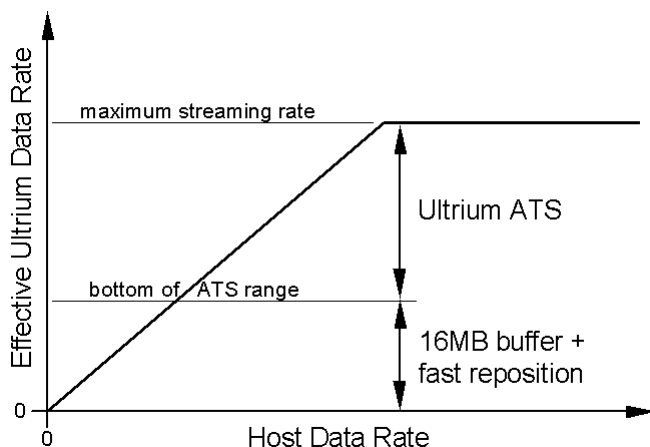 Effective Ultrium Data Rate
maximum streaming rate
Ultrium ATS
bottom of ATS range
16MB buffer +
fast reposition
0
0
Host Data Rate